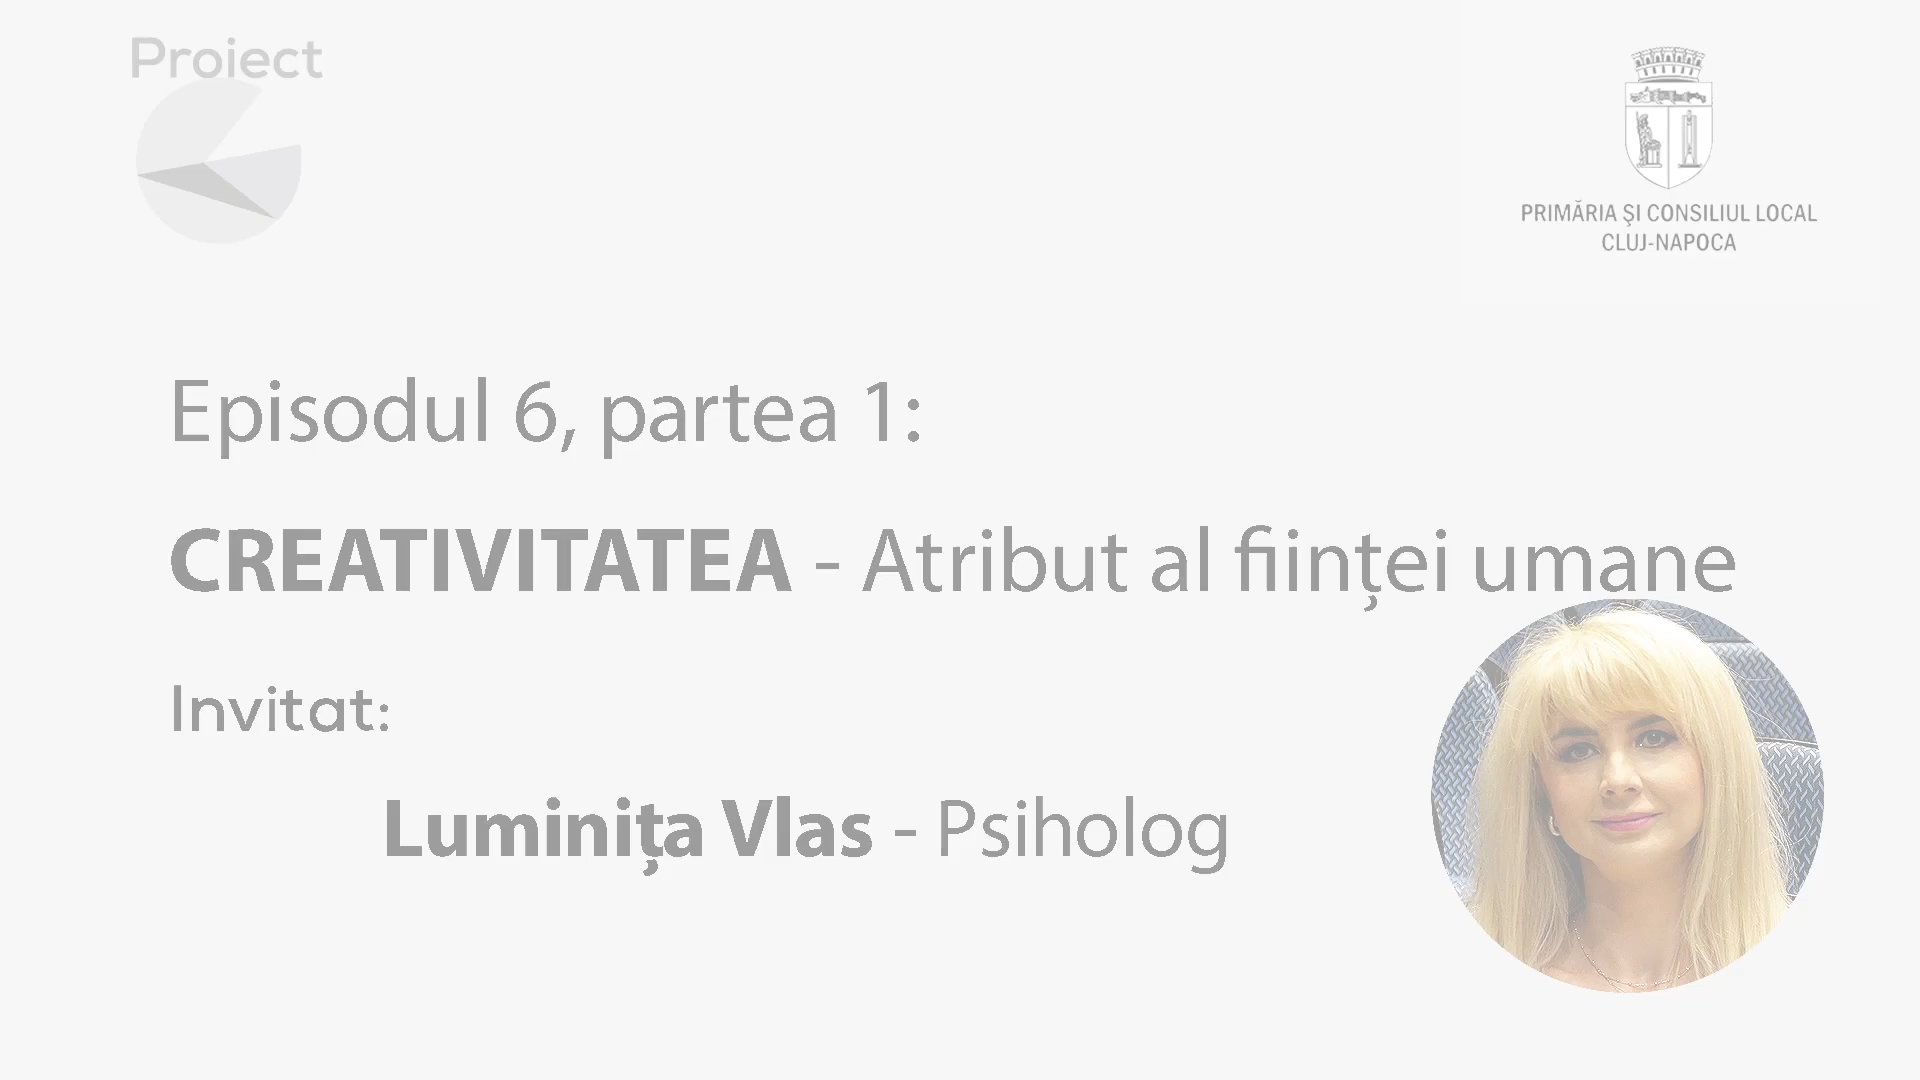 Proiect
PRIMĂRIA ŞI CONSILIUL LOCAL
CLUJ-NAPOCA
Episodul 6, partea 1:
CREATIVITATEA - Atribut al ființei umane
Invitat:
Luminița Vlas - Psiholog